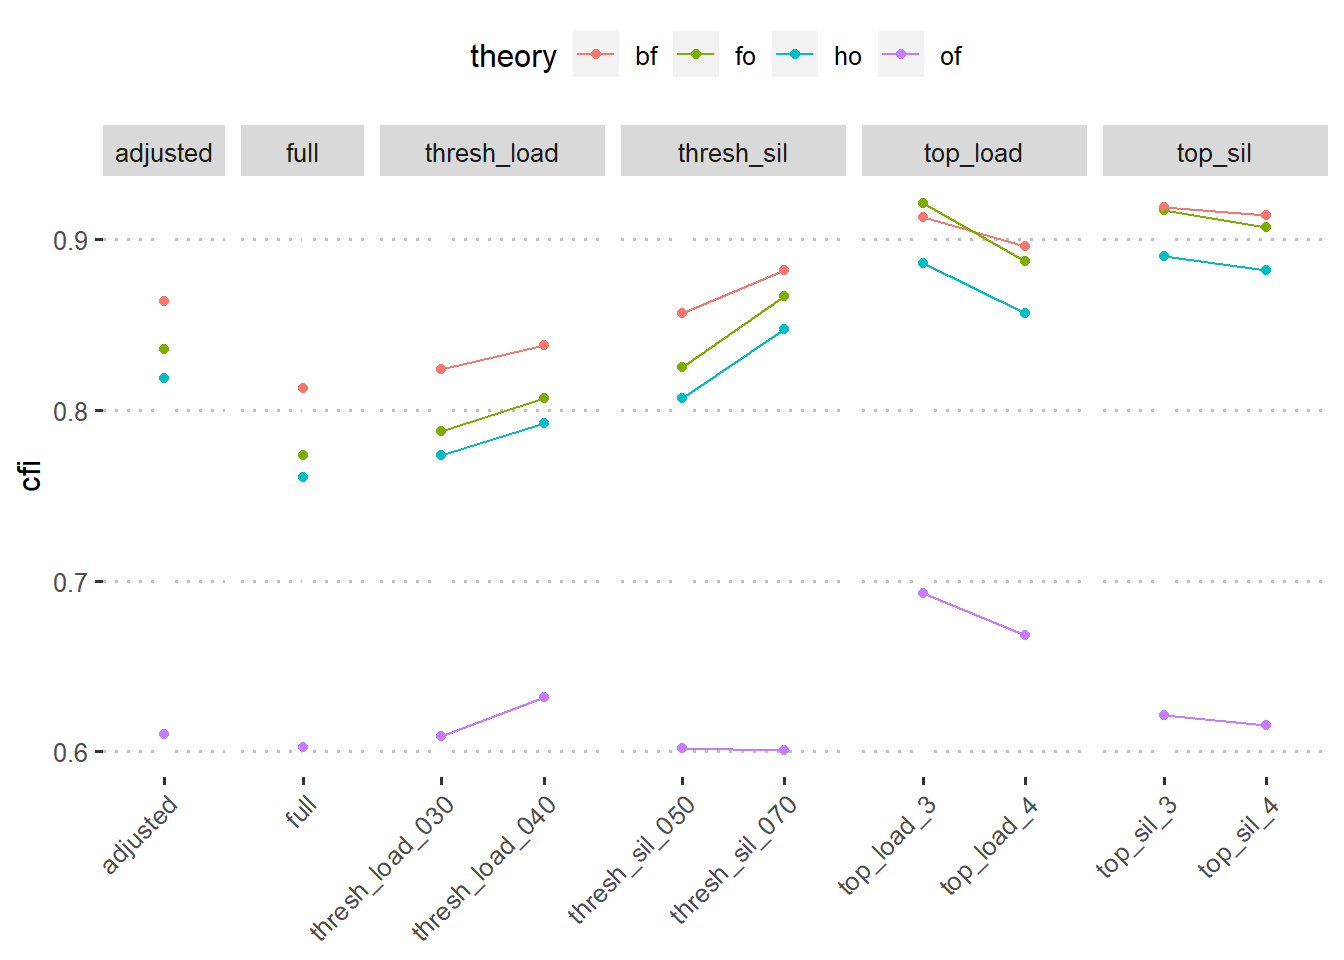 theory bf fo ho of
adjusted full thresh_load thresh_sil top_load top_sil
0.9
0.8
0.7
0.6
cfi
adjusted full thresh_load_030 thresh_load_040 thresh_sil_050 thresh_sil_070 top_load_3 top_load_4 top_sil_3 top_sil_4